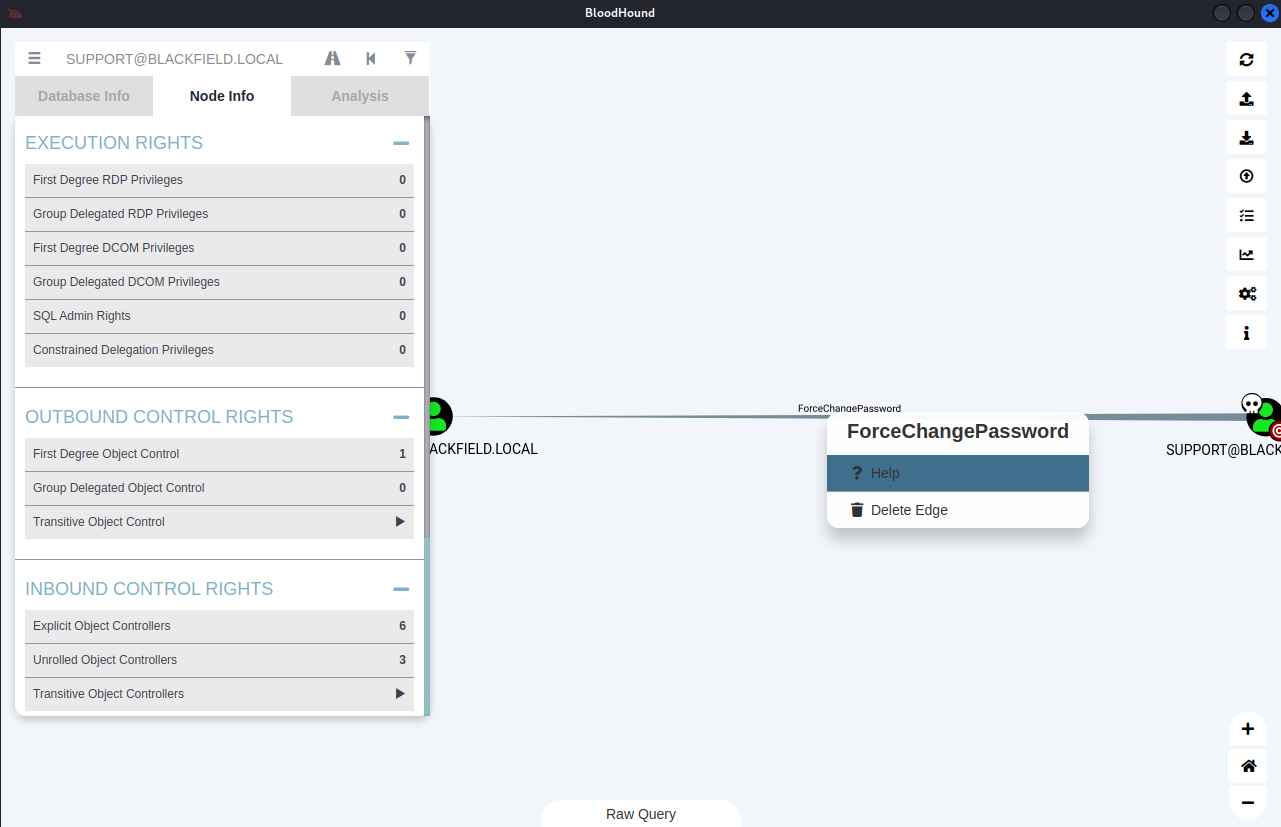 BloodHound
SUPPORT@BLACKFIELD.LOCAL
Database Info
Node Info
Analysis
EXECUTION RIGHTS
First Degree RDP Privileges 0
Group Delegated RDP Privileges 0
First Degree DCOM Privileges 0
Group Delegated DCOM Privileges 0
SQL Admin Rights 0
Constrained Delegation Privileges 0
OUTBOUND CONTROL RIGHTS
First Degree Object Control 1
Group Delegated Object Control 0
Transitive Object Control
INBOUND CONTROL RIGHTS
Explicit Object Controllers 6
Unrolled Object Controllers 3
Transitive Object Controllers
ACKFIELD.LOCAL
ForceChangePassword
ForceChangePassword
? Help
Delete Edge
SUPPORT@BLACK
Raw Query